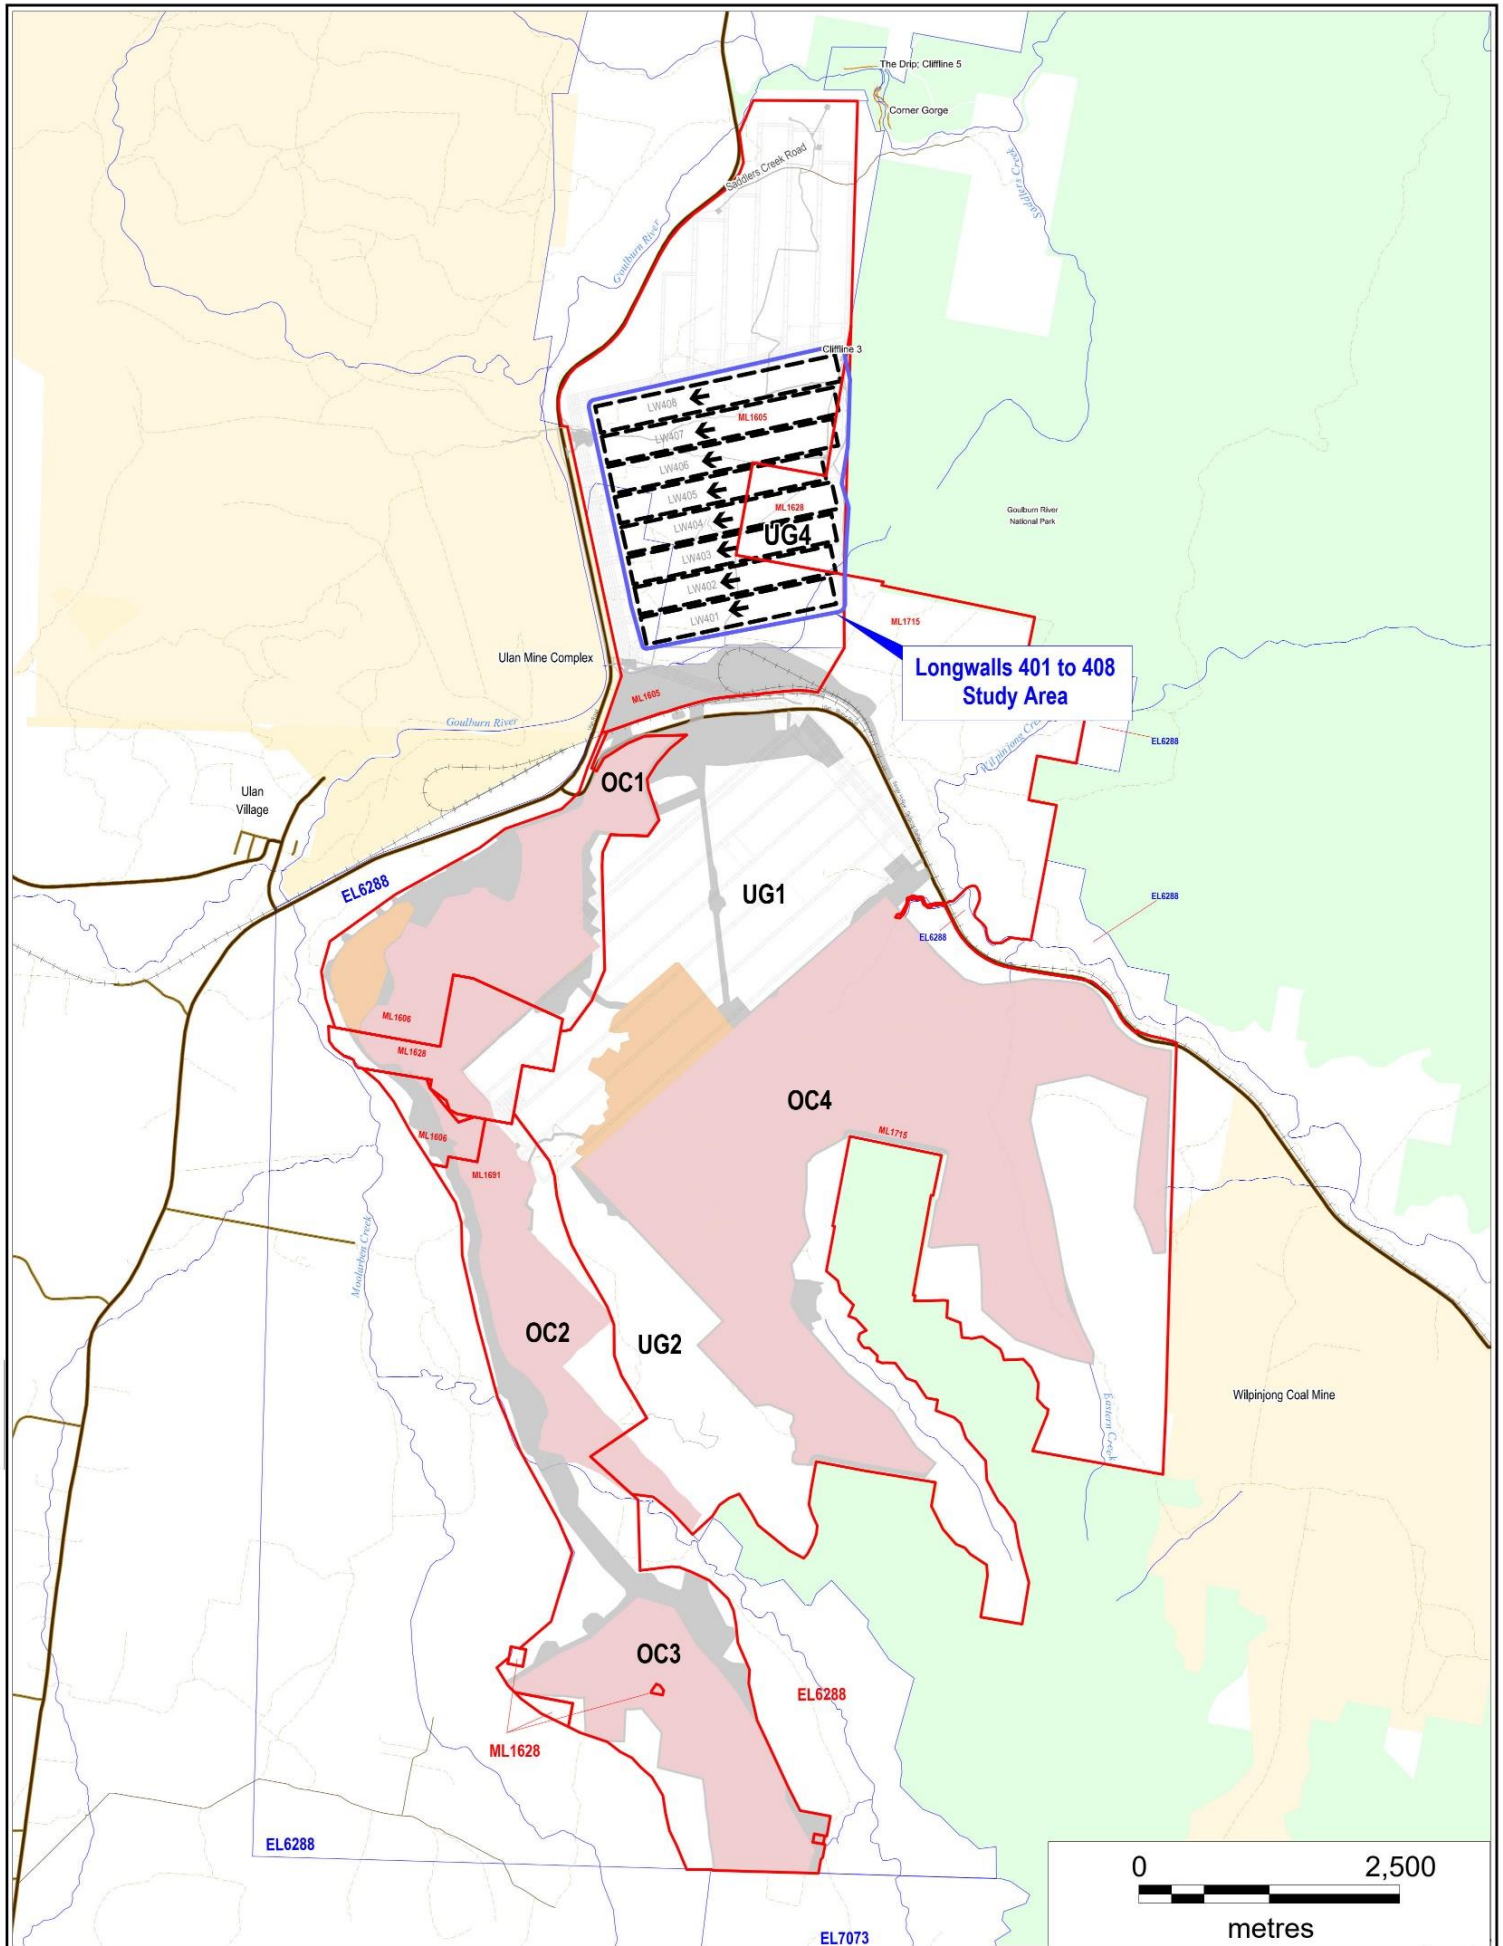 The Drip; Cliffline 5
Corner Gorge
Saddlers Creek Road
Saddlers Creek
Goulburn River
Cliffline 3
LW408
ML1605
LW407
LW406
LW405
ML1628
LW404
UG4
LW403
LW402
LW401
Goulburn River
National Park
ML1715
Ulan Mine Complex
Longwalls 401 to 408
Study Area
ML1605
Goulburn River
Wilpinjong Creek
EL6288
OC1
Ulan
Village
EL6288
UG1
EL6288
EL6288
ML1606
ML1628
OC4
ML1715
ML1606
ML1691
Moolarben Creek
OC2
UG2
Wilpinjong Coal Mine
Eastern Creek
OC3
EL6288
ML1628
EL6288
0 2,500
metres
EL7073